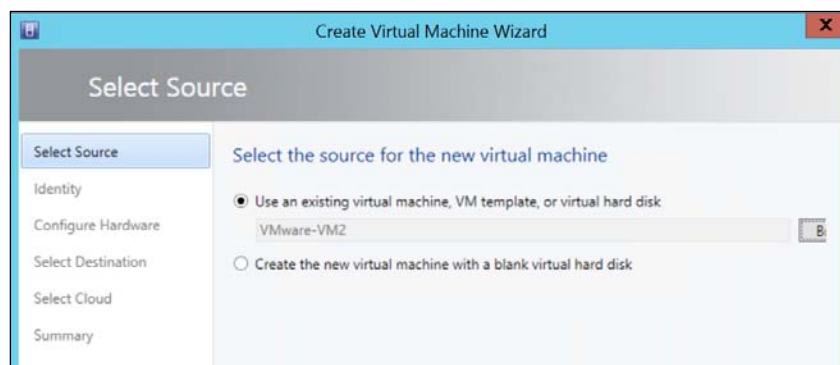 Create Virtual Machine Wizard
X
Select Source
Select Source
Identity
Configure Hardware
Select Destination
Select Cloud
Summary
Select the source for the new virtual machine
Use an existing virtual machine, VM template, or virtual hard disk
VMware-VM2
Create the new virtual machine with a blank virtual hard disk